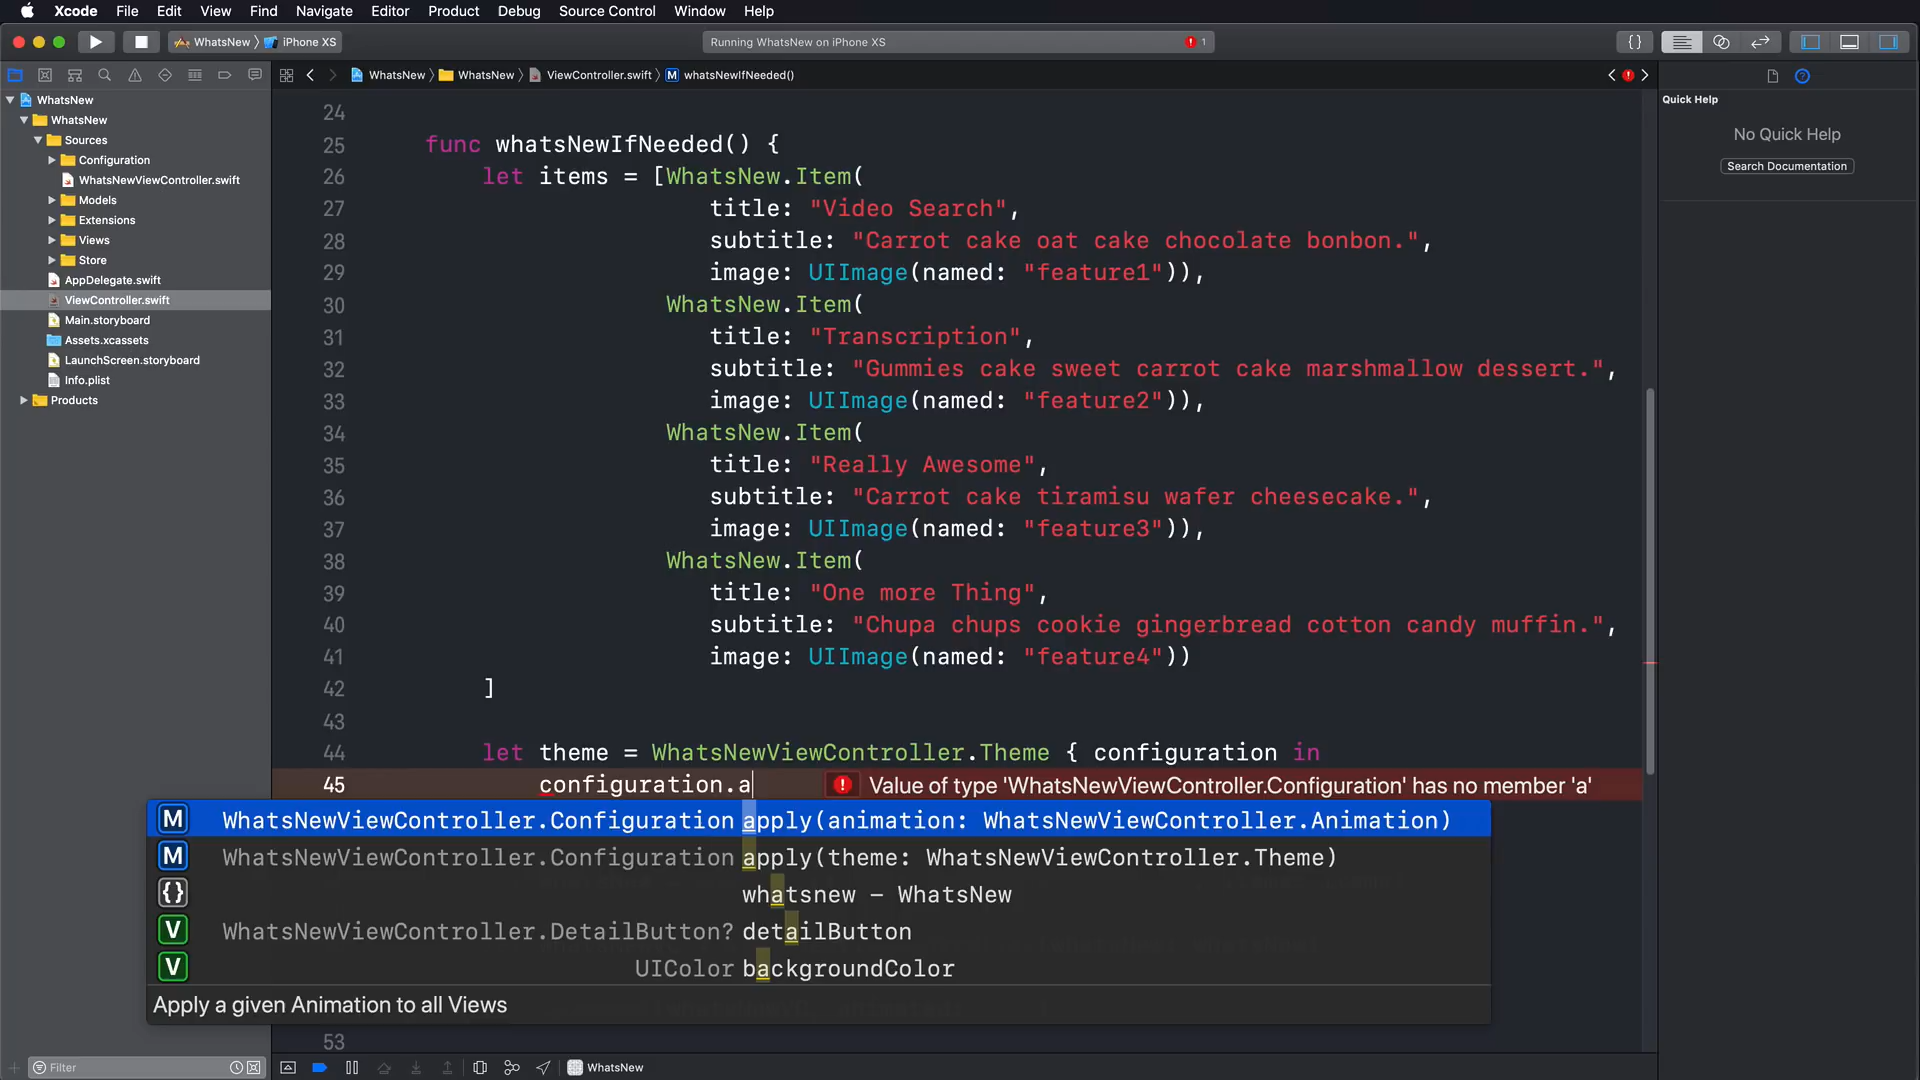 Xcode File Edit View Find Navigate Editor Product Debug Source Control Window Help
WhatsNew iPhone XS
Running WhatsNew on iPhone XS
1
{}
WhatsNew WhatsNew ViewController.swift M whatsNewIfNeeded()
WhatsNew
WhatsNew
Sources
Configuration
WhatsNewViewController.swift
Models
Extensions
Views
Store
AppDelegate.swift
ViewController.swift
Main.storyboard
Assets.xcassets
LaunchScreen.storyboard
Info.plist
Products
Filter
24
25 func whatsNewIfNeeded() {
26 let items = [WhatsNew.Item(
27 title: "Video Search",
28 subtitle: "Carrot cake oat cake chocolate bonbon.",
29 image: UIImage(named: "feature1")),
30 WhatsNew.Item(
31 title: "Transcription",
32 subtitle: "Gummies cake sweet carrot cake marshmallow dessert.",
33 image: UIImage(named: "feature2")),
34 WhatsNew.Item(
35 title: "Really Awesome",
36 subtitle: "Carrot cake tiramisu wafer cheesecake.",
37 image: UIImage(named: "feature3")),
38 WhatsNew.Item(
39 title: "One more Thing",
40 subtitle: "Chupa chups cookie gingerbread cotton candy muffin.",
41 image: UIImage(named: "feature4"))
42 ]
43
44 let theme = WhatsNewViewController.Theme { configuration in
45 configuration.a Value of type 'WhatsNewViewController.Configuration' has no member 'a'
M WhatsNewViewController.Configuration apply(animation: WhatsNewViewController.Animation)
M WhatsNewViewController.Configuration apply(theme: WhatsNewViewController.Theme)
{} whatsnew – WhatsNew
V WhatsNewViewController.DetailButton? detailButton
V UIColor backgroundColor
Apply a given Animation to all Views
53
WhatsNew
Quick Help
No Quick Help
Search Documentation